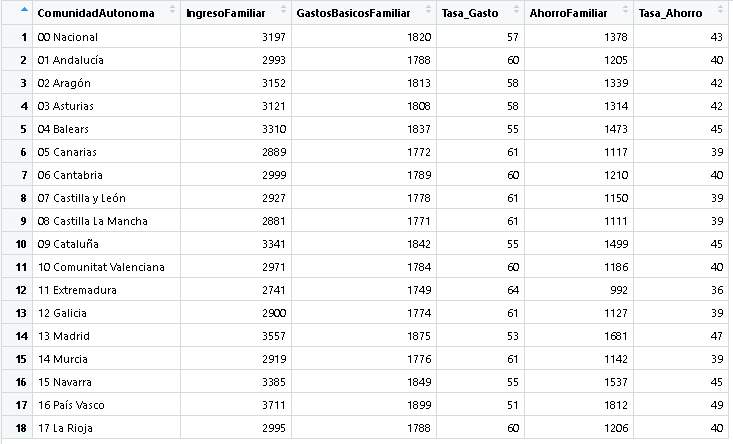 ComunidadAutonoma IngresoFamiliar GastosBasicosFamiliar Tasa_Gasto AhorroFamiliar Tasa_Ahorro
1 00 Nacional 3197 1820 57 1378 43
2 01 Andalucía 2993 1788 60 1205 40
3 02 Aragón 3152 1813 58 1339 42
4 03 Asturias 3121 1808 58 1314 42
5 04 Balears 3310 1837 55 1473 45
6 05 Canarias 2889 1772 61 1117 39
7 06 Cantabria 2999 1789 60 1210 40
8 07 Castilla y León 2927 1778 61 1150 39
9 08 Castilla La Mancha 2881 1771 61 1111 39
10 09 Cataluña 3341 1842 55 1499 45
11 10 Comunitat Valenciana 2971 1784 60 1186 40
12 11 Extremadura 2741 1749 64 992 36
13 12 Galicia 2900 1774 61 1127 39
14 13 Madrid 3557 1875 53 1681 47
15 14 Murcia 2919 1776 61 1142 39
16 15 Navarra 3385 1849 55 1537 45
17 16 País Vasco 3711 1899 51 1812 49
18 17 La Rioja 2995 1788 60 1206 40